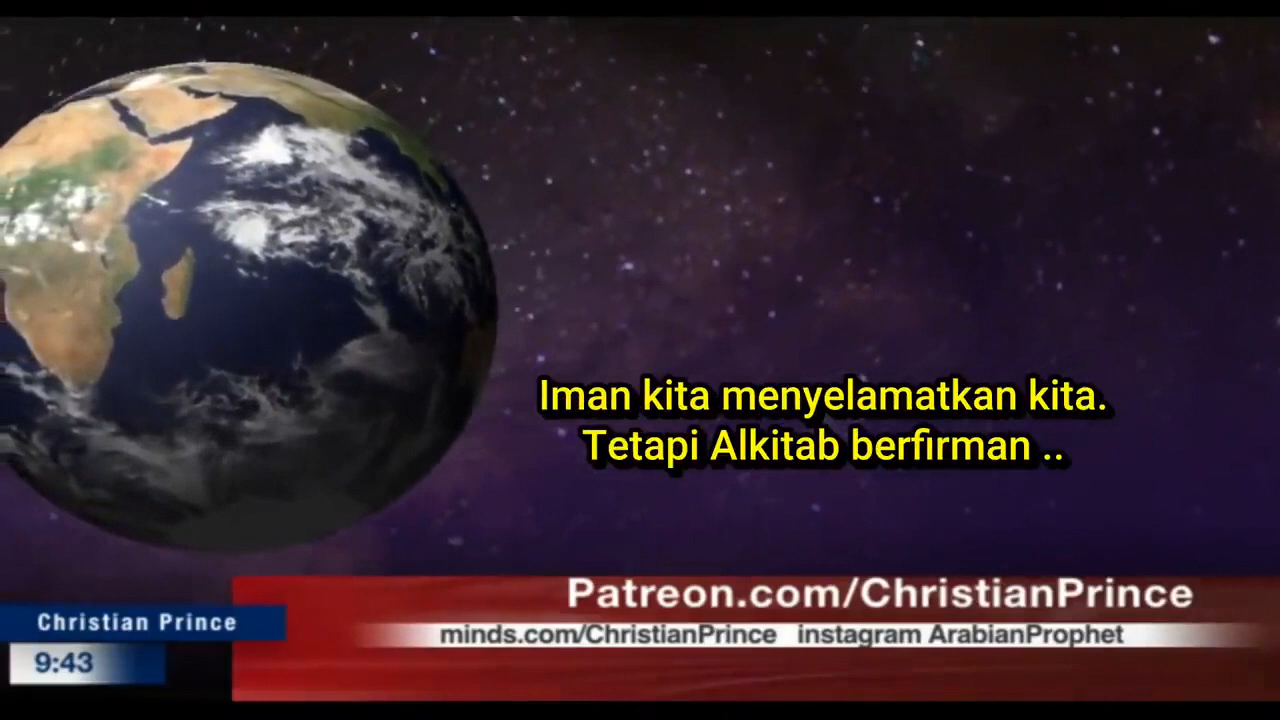 Iman kita menyelamatkan kita.
Tetapi Alkitab berfirman ..
Patreon.com/ChristianPrince
Christian Prince
minds.com/ChristianPrince instagram ArabianProphet
9:43